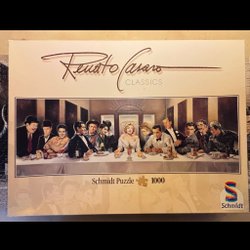 Renato Casaro
CLASSICS
Schmidt Puzzle 1000
S
Schmidt